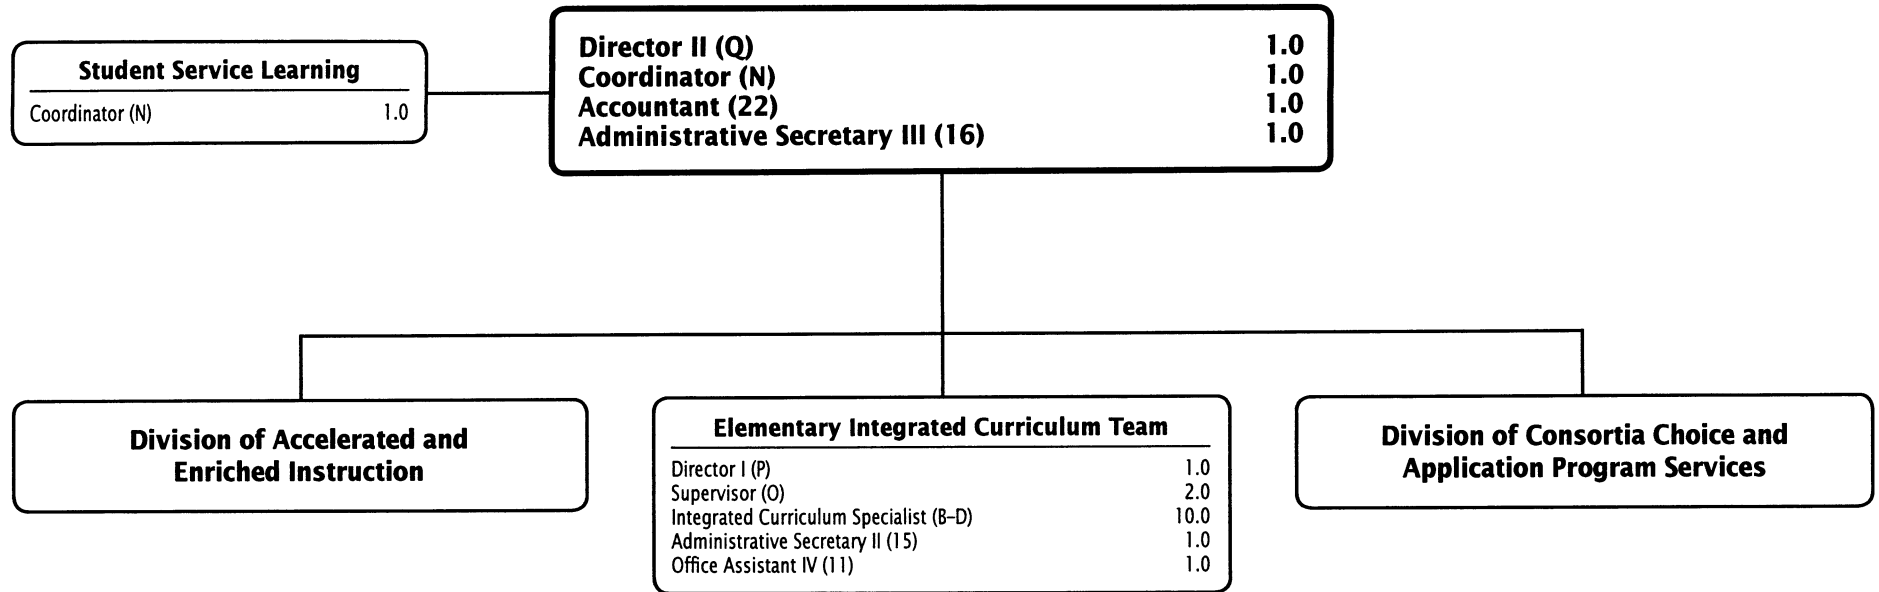 Student Service Learning
Coordinator (N) 1.0
Director II (Q) 1.0
Coordinator (N) 1.0
Accountant (22) 1.0
Administrative Secretary III (16) 1.0
Division of Accelerated and
Enriched Instruction
Elementary Integrated Curriculum Team
Director I (P) 1.0
Supervisor (O) 2.0
Integrated Curriculum Specialist (B–D) 10.0
Administrative Secretary II (15) 1.0
Office Assistant IV (11) 1.0
Division of Consortia Choice and
Application Program Services